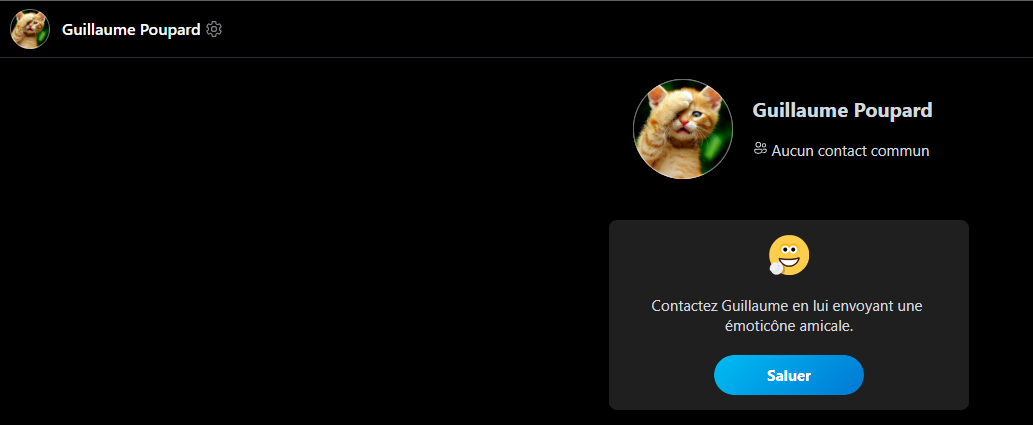 Guillaume Poupard
Guillaume Poupard
Aucun contact commun
Contactez Guillaume en lui envoyant une
émoticône amicale.
Saluer